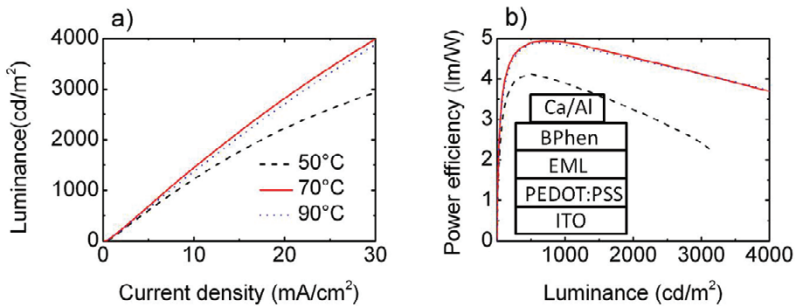 a)
Luminance(cd/m²)
4000
3000
2000
1000
0
50°C
70°C
90°C
0 10 20 30
Current density (mA/cm²)
b)
Power efficiency (lm/W)
5
4
3
2
1
0
Ca/Al
BPhen
EML
PEDOT:PSS
ITO
0 1000 2000 3000 4000
Luminance (cd/m²)